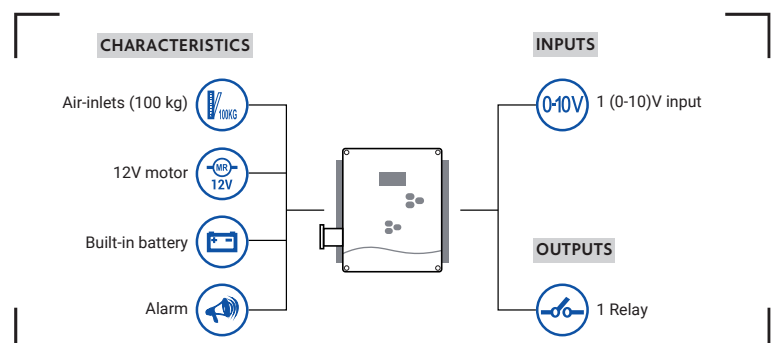 CHARACTERISTICS
Air-inlets (100 kg)
100KG
12V motor
MR
12V
Built-in battery
Alarm
INPUTS
0-10V
1 (0-10)V input
OUTPUTS
1 Relay